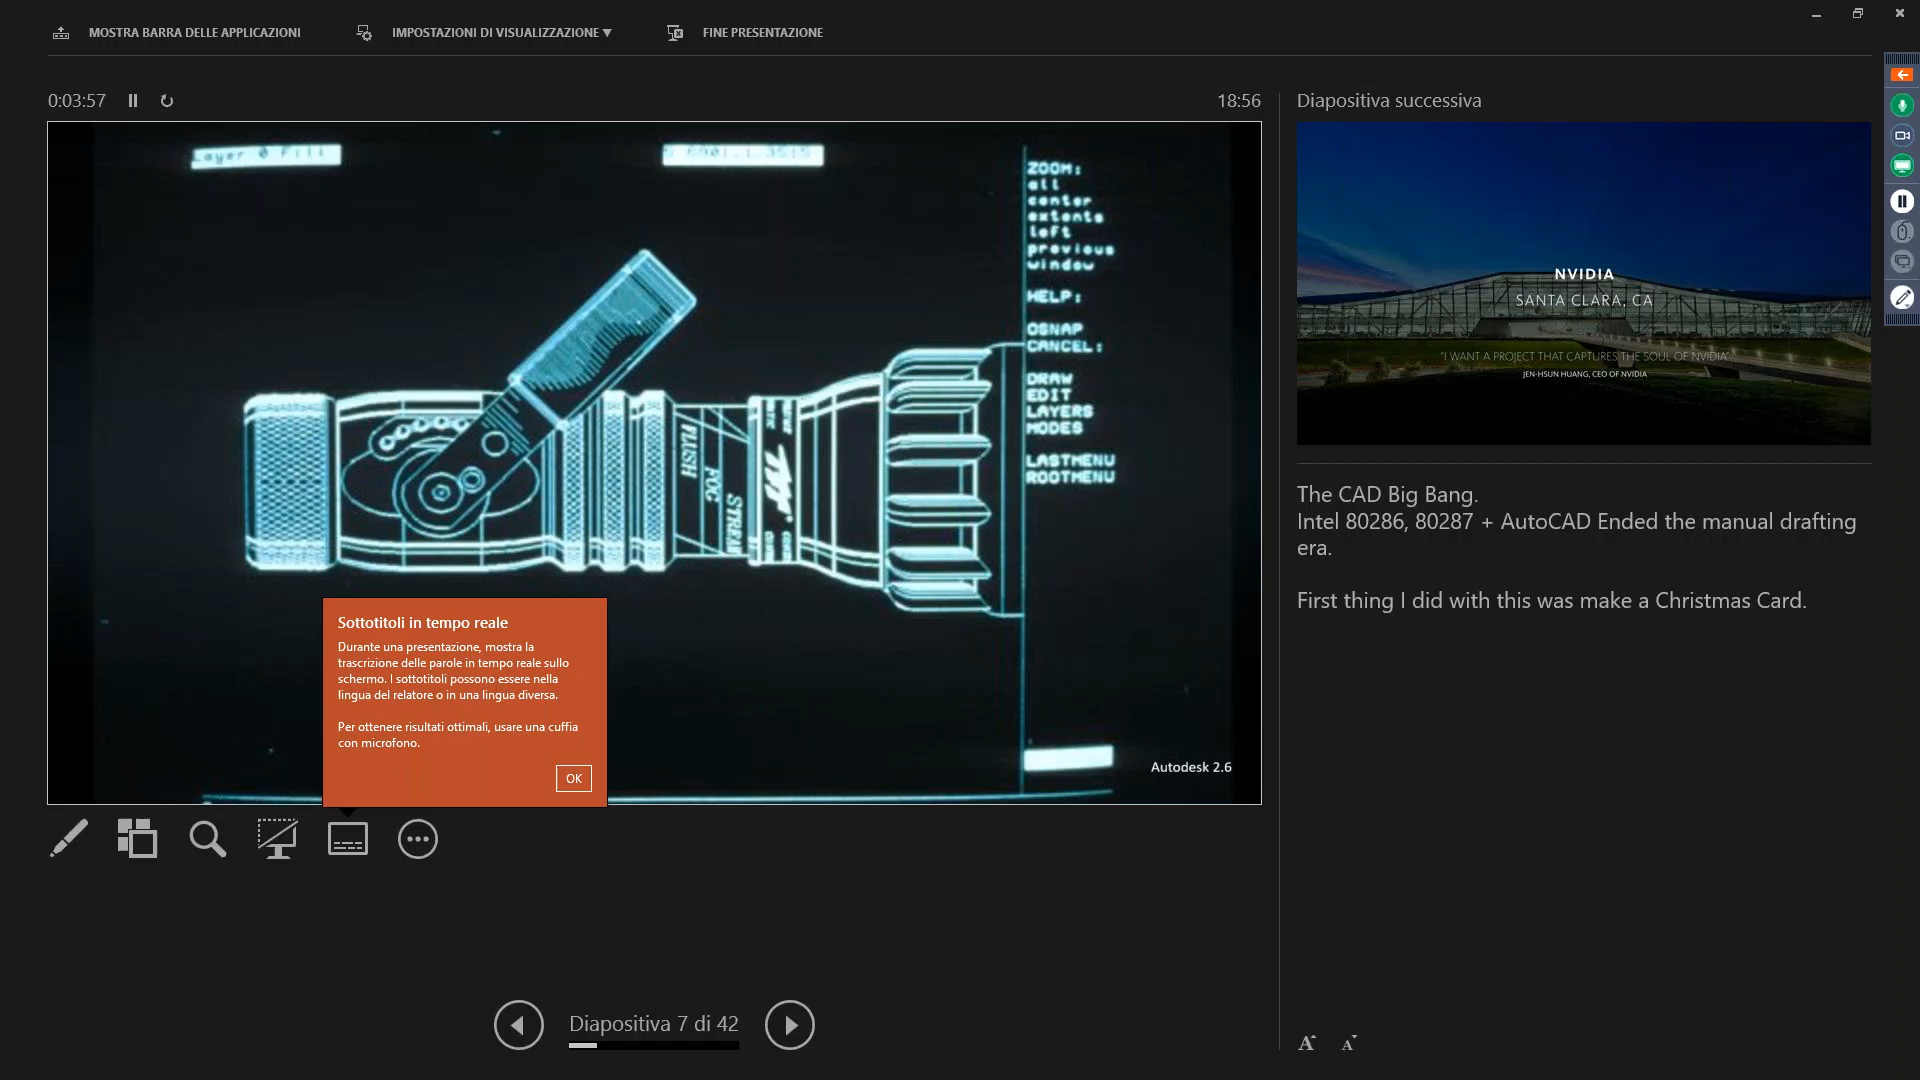 MOSTRA BARRA DELLE APPLICAZIONI
IMPOSTAZIONI DI VISUALIZZAZIONE
FINE PRESENTAZIONE
0:03:57
18:56
Layer 0 Fill
ZOOM:
all
center
extents
left
previous
window
HELP:
OSNAP
CANCEL:
DRAW
EDIT
LAYERS
MODES
LASTMENU
ROOTMENU
FLUSH
FOG
Autodesk 2.6
Sottotitoli in tempo reale
Durante una presentazione, mostra la
trascrizione delle parole in tempo reale sullo
schermo. I sottotitoli possono essere nella
lingua del relatore o in una lingua diversa.
Per ottenere risultati ottimali, usare una cuffia
con microfono.
OK
Diapositiva 7 di 42
Diapositiva successiva
NVIDIA
SANTA CLARA, CA
"I WANT A PROJECT THAT CAPTURES THE SOUL OF NVIDIA"
JEN-HSUN HUANG, CEO OF NVIDIA
The CAD Big Bang.
Intel 80286, 80287 + AutoCAD Ended the manual drafting
era.
First thing I did with this was make a Christmas Card.
A A